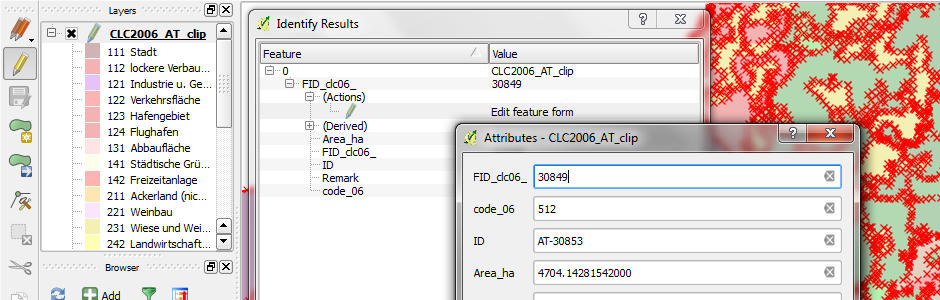 Layers
CLC2006_AT_clip
111 Stadt
112 lockere Verbau...
121 Industrie u. Ge...
122 Verkehrsfläche
123 Hafengebiet
124 Flughafen
131 Abbaufläche
141 Städtische Grü...
142 Freizeitanlage
211 Ackerland (nic...
221 Weinbau
231 Wiese und Wei...
242 Landwirtschaft...
Browser
Add
Identify Results
Feature Value
0 CLC2006_AT_clip
FID_clc06_ 30849
(Actions)
Edit feature form
(Derived)
Area_ha
FID_clc06_
ID
Remark
code_06
Attributes - CLC2006_AT_clip
FID_clc06_ 30849
code_06 512
ID AT-30853
Area_ha 4704.14281542000